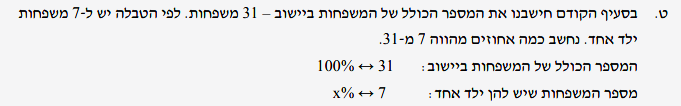 ט. בסעיף הקודם חישבנו את המספר הכולל של המשפחות ביישוב – 31 משפחות. לפי הטבלה יש ל-7 משפחות
ילד אחד. נחשב כמה אחוזים מהווה 7 מ-31.
המספר הכולל של המשפחות ביישוב: 31 ↔ 100%
מספר המשפחות שיש להן ילד אחד: 7 ↔ x%